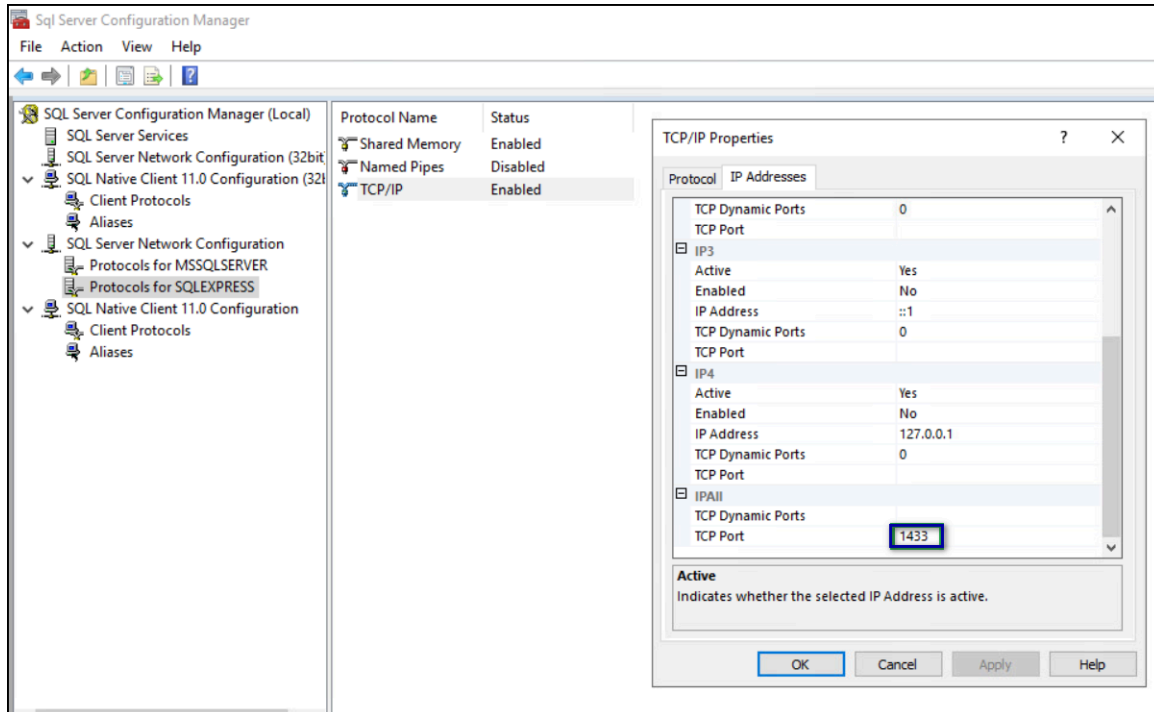 Sql Server Configuration Manager
File Action View Help
SQL Server Configuration Manager (Local)
SQL Server Services
SQL Server Network Configuration (32bit
SQL Native Client 11.0 Configuration (32b
Client Protocols
Aliases
SQL Server Network Configuration
Protocols for MSSQLSERVER
Protocols for SQLEXPRESS
SQL Native Client 11.0 Configuration
Client Protocols
Aliases
Protocol Name Status
Shared Memory Enabled
Named Pipes Disabled
TCP/IP Enabled
TCP/IP Properties ? X
Protocol IP Addresses
TCP Dynamic Ports 0
TCP Port
IP3
Active Yes
Enabled No
IP Address ::1
TCP Dynamic Ports 0
TCP Port
IP4
Active Yes
Enabled No
IP Address 127.0.0.1
TCP Dynamic Ports 0
TCP Port
IPAll
TCP Dynamic Ports
TCP Port 1433
Active
Indicates whether the selected IP Address is active.
OK Cancel Apply Help